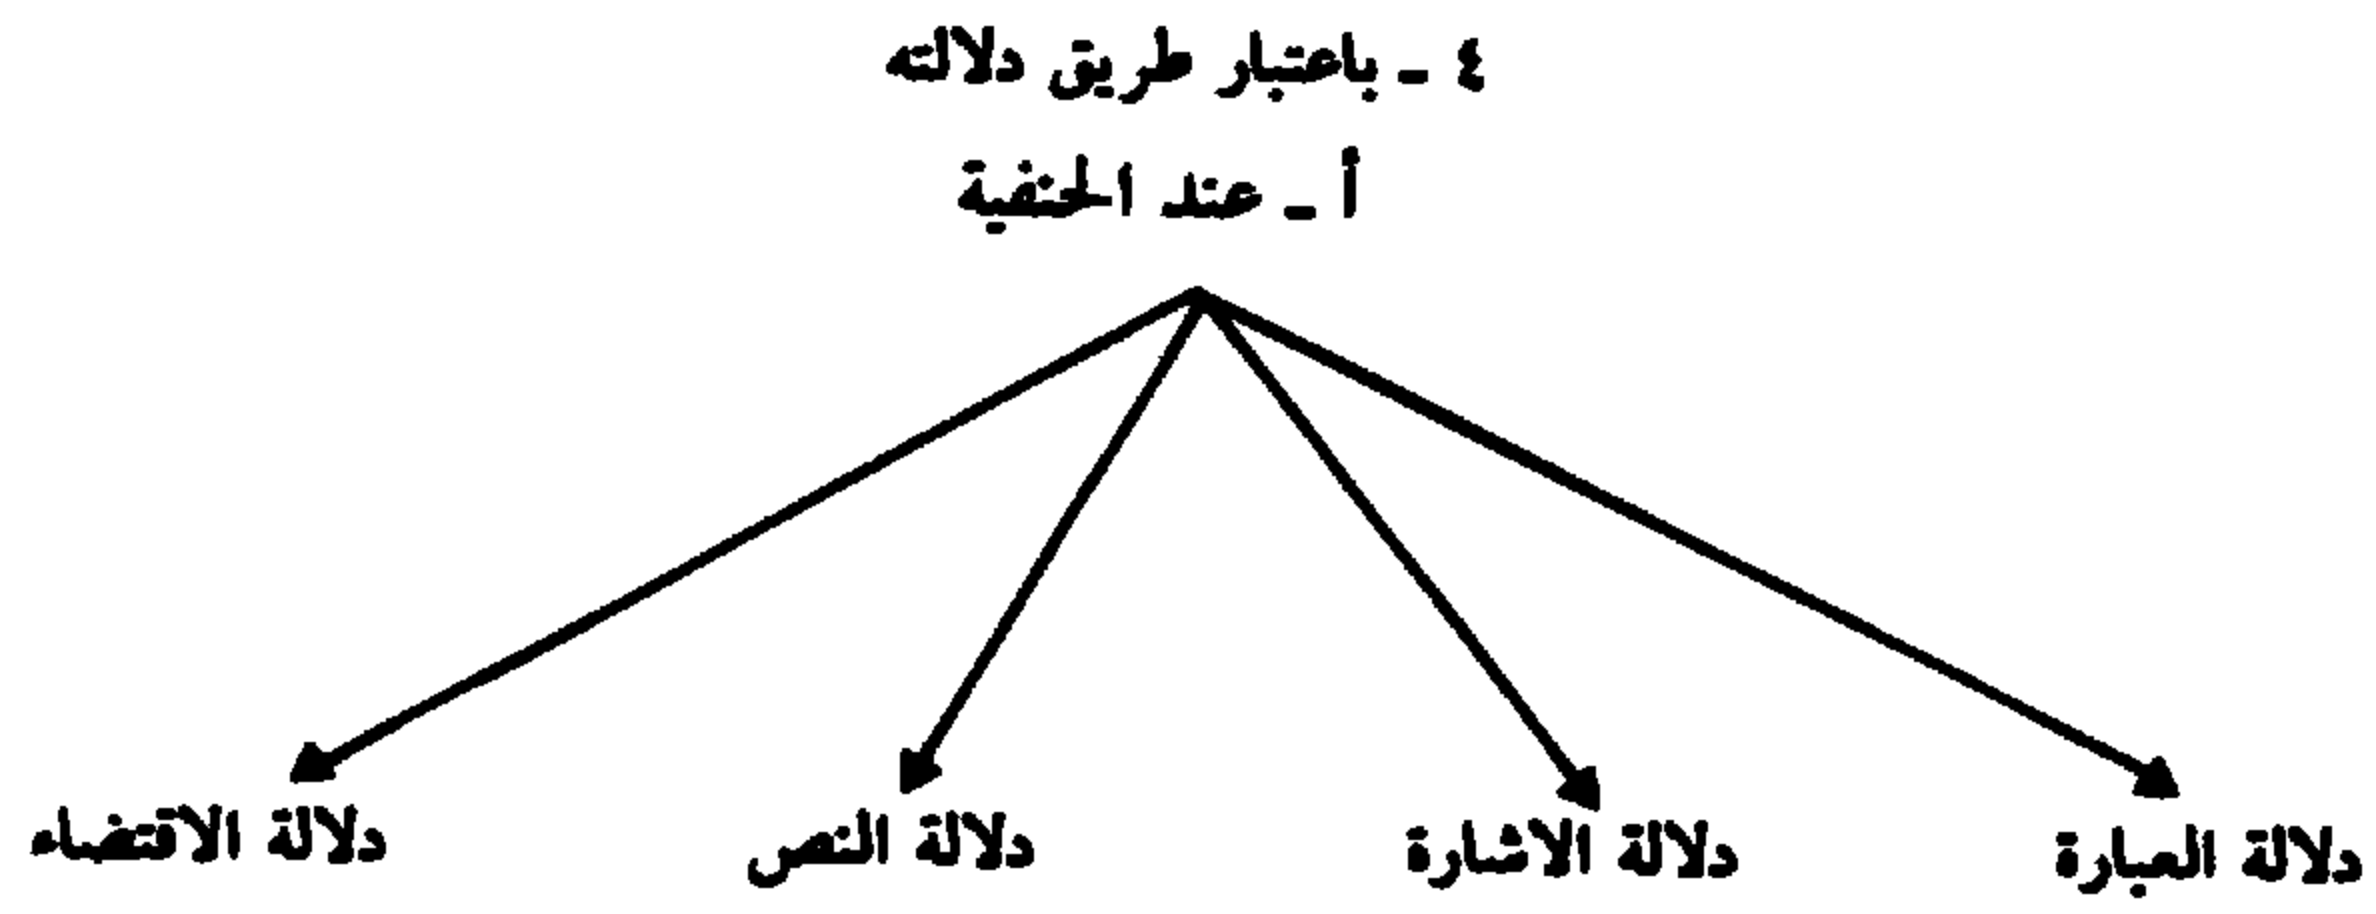 ٤ ـ باعتبار طريق دلالته
أ ـ عند الحنفية
دلالة العبارة
دلالة الاشارة
دلالة النص
دلالة الاقتضاء